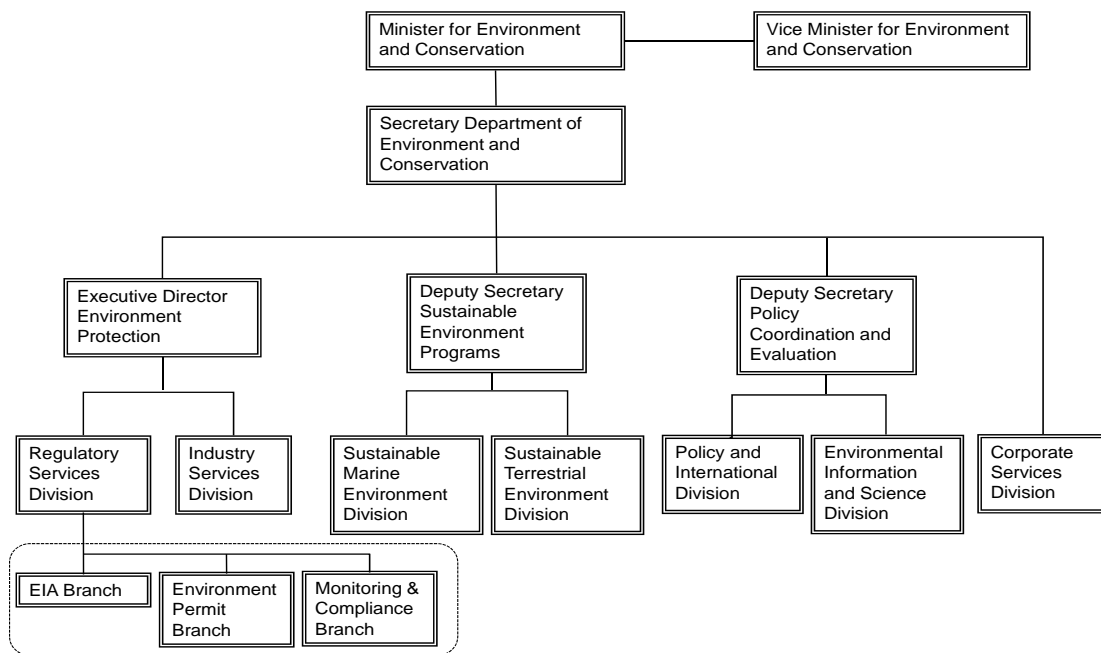 Minister for Environment
and Conservation
Vice Minister for Environment
and Conservation
Secretary Department of
Environment and
Conservation
Executive Director
Environment
Protection
Deputy Secretary
Sustainable
Environment
Programs
Deputy Secretary
Policy
Coordination and
Evaluation
Regulatory
Services
Division
Industry
Services
Division
Sustainable
Marine
Environment
Division
Sustainable
Terrestrial
Environment
Division
Policy and
International
Division
Environmental
Information
and Science
Division
Corporate
Services
Division
EIA Branch
Environment
Permit
Branch
Monitoring &
Compliance
Branch